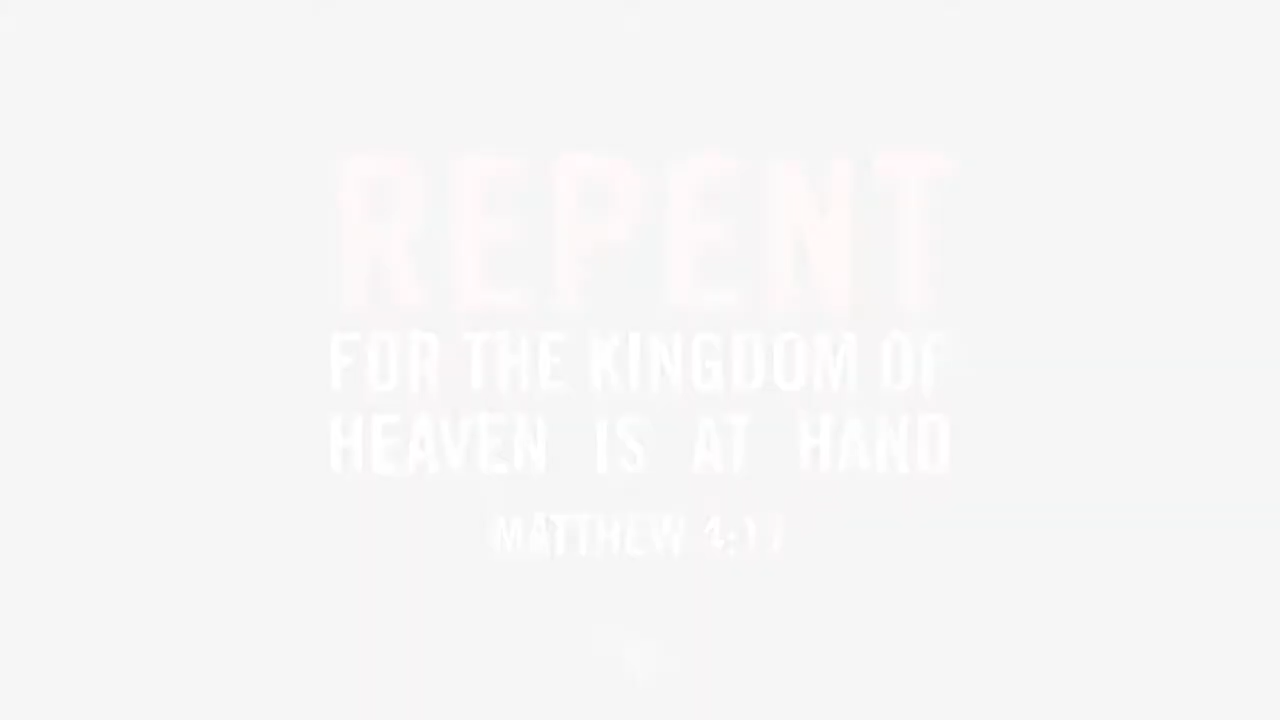 REPENT
FOR THE KINGDOM OF
HEAVEN IS AT HAND
MATTHEW 4:17